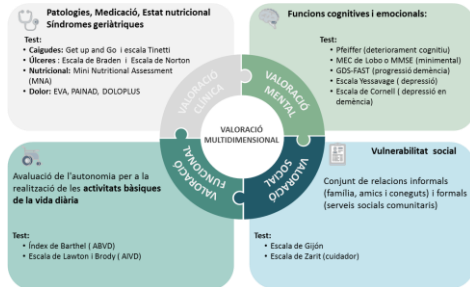 Patologies, Medicació, Estat nutricional
Síndromes geriàtriques
Test:
• Caigudes: Get up and Go i escala Tinetti
• Úlceres : Escala de Braden i Escala de Norton
• Nutricional: Mini Nutritional Assessment
(MNA)
• Dolor: EVA, PAINAD, DOLOPLUS
Funcions cognitives i emocionals:
Test:
• Pfeiffer (deteriorament cognitiu)
• MEC de Lobo o MMSE (minimental)
• GDS-FAST (progressió demència)
• Escala Yessavage ( depressió)
• Escala de Cornell ( depressió en
demència)
VALORACIÓ CLÍNICA
VALORACIÓ MENTAL
VALORACIÓ
MULTIDIMENSIONAL
VALORACIÓ FUNCIONAL
VALORACIÓ SOCIAL
Avaluació de l'autonomia per a la
realització de les activitats bàsiques
de la vida diària
Test:
• Índex de Barthel ( ABVD)
• Escala de Lawton i Brody ( AIVD)
Vulnerabilitat social
Conjunt de relacions informals
(família, amics i coneguts) i formals
(serveis socials comunitaris)
Test:
• Escala de Gijón
• Escala de Zarit (cuidador)